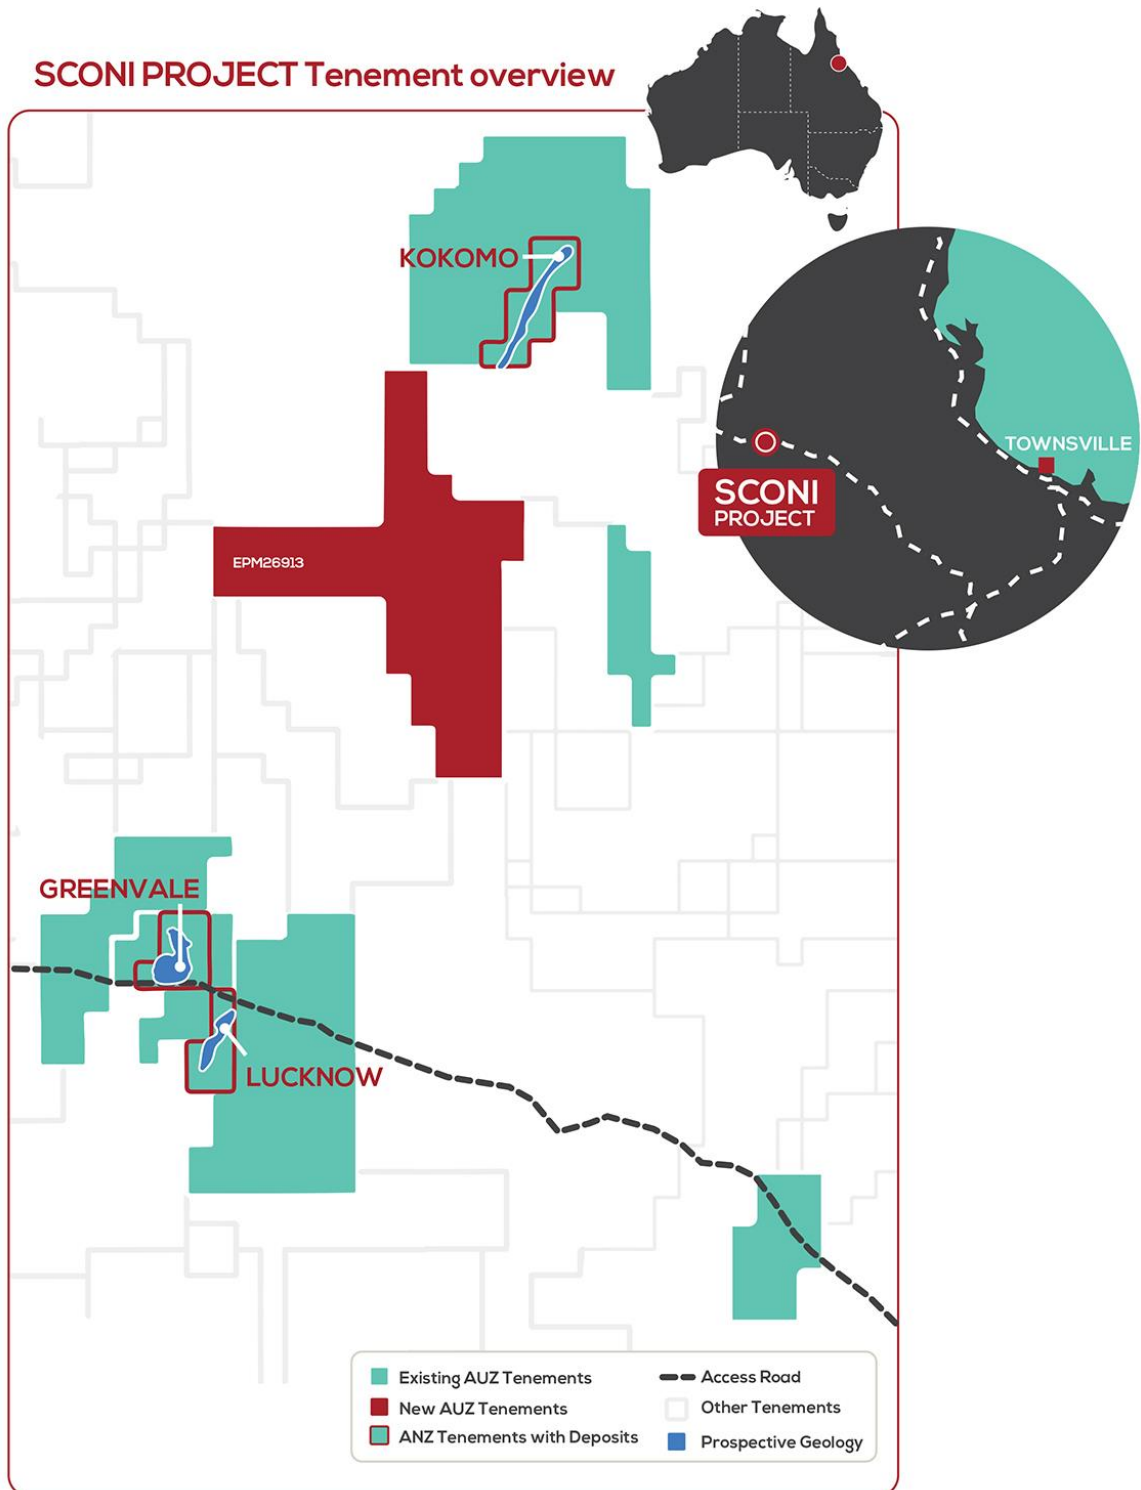 SCONI PROJECT Tenement overview
KOKOMO
TOWNSVILLE
SCONI
PROJECT
EPM26913
GREENVALE
LUCKNOW
Existing AUZ Tenements
New AUZ Tenements
ANZ Tenements with Deposits
Access Road
Other Tenements
Prospective Geology